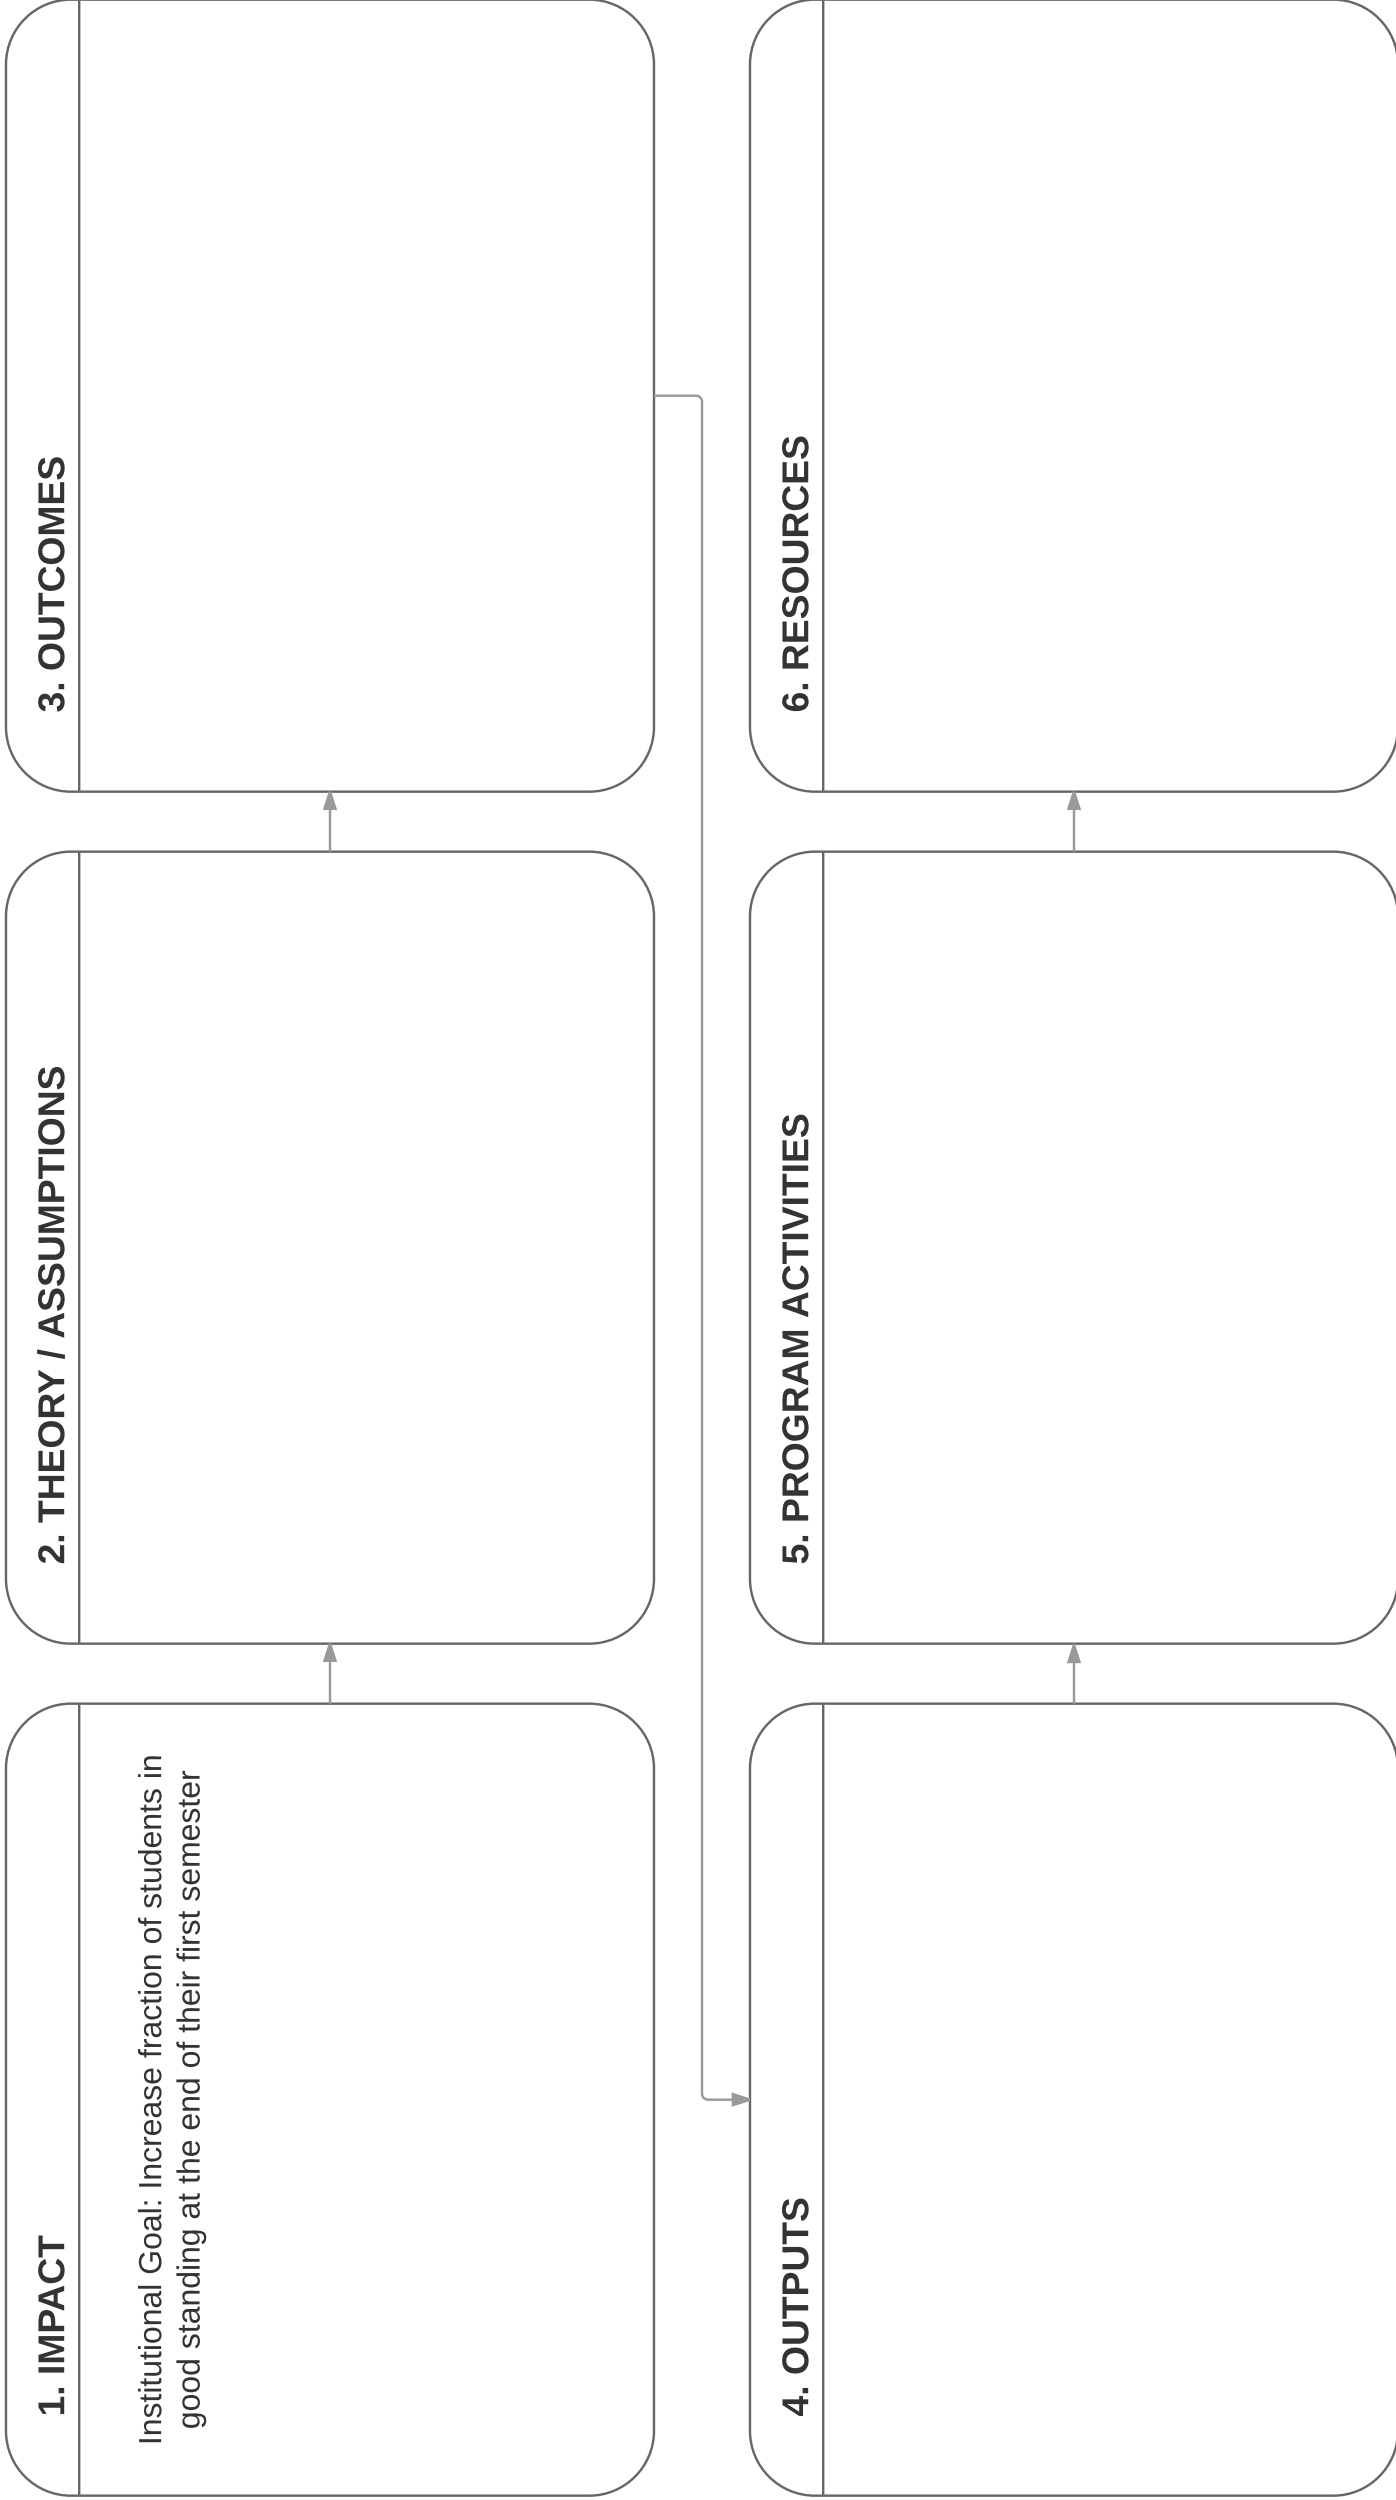 1. IMPACT
Institutional Goal: Increase fraction of students in
good standing at the end of their first semester
2. THEORY / ASSUMPTIONS
3. OUTCOMES
4. OUTPUTS
5. PROGRAM ACTIVITIES
6. RESOURCES